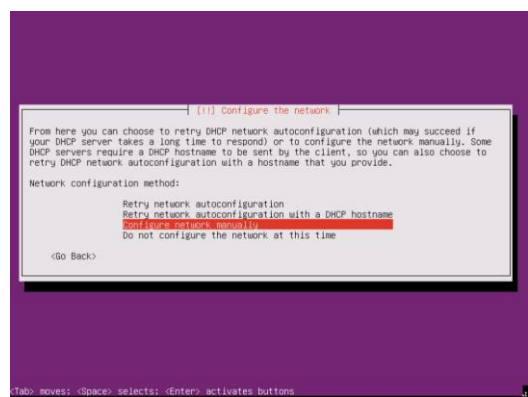 [!!] Configure the network
From here you can choose to retry DHCP network autoconfiguration (which may succeed if
your DHCP server takes a long time to respond) or to configure the network manually. Some
DHCP servers require a DHCP hostname to be sent by the client, so you can also choose to
retry DHCP network autoconfiguration with a hostname that you provide.
Network configuration method:
Retry network autoconfiguration
Retry network autoconfiguration with a DHCP hostname
Configure network manually
Do not configure the network at this time
<Go Back>
<Tab> moves; <Space> selects; <Enter> activates buttons